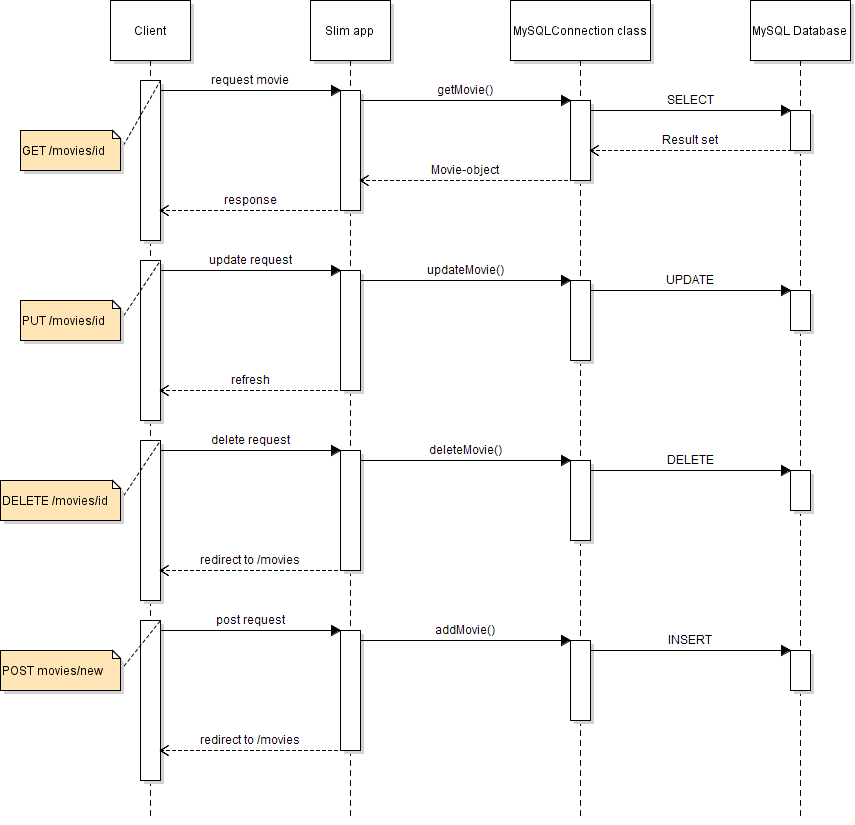 Client
Slim app
MySQLConnection class
MySQL Database
request movie
getMovie()
SELECT
GET /movies/id
Result set
Movie-object
response
update request
updateMovie()
UPDATE
PUT /movies/id
refresh
delete request
deleteMovie()
DELETE
DELETE /movies/id
redirect to /movies
post request
addMovie()
INSERT
POST movies/new
redirect to /movies